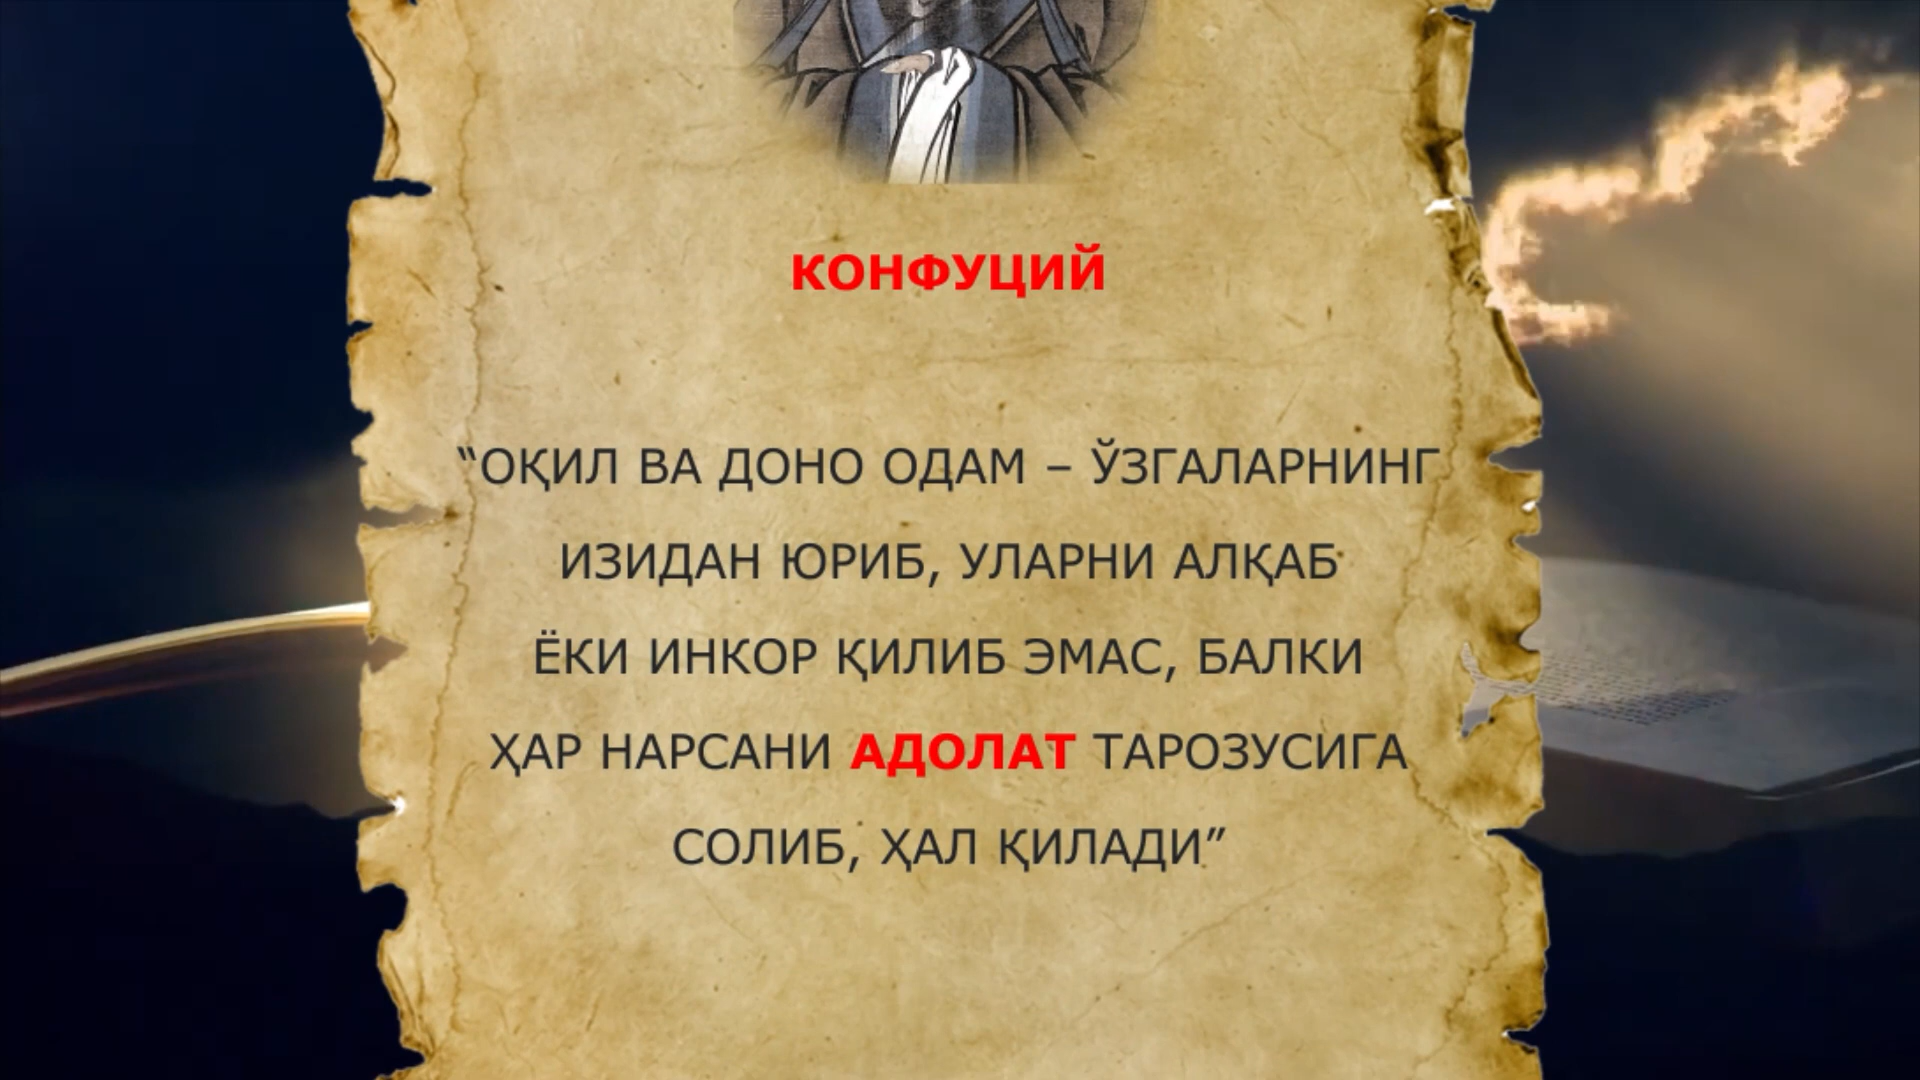 КОНФУЦИЙ
“ОҚИЛ ВА ДОНО ОДАМ – ЎЗГАЛАРНИНГ
ИЗИДАН ЮРИБ, УЛАРНИ АЛҚАБ
ЁКИ ИНКОР ҚИЛИБ ЭМАС, БАЛКИ
ҲАР НАРСАНИ АДОЛАТ ТАРОЗУСИГА
СОЛИБ, ҲАЛ ҚИЛАДИ”